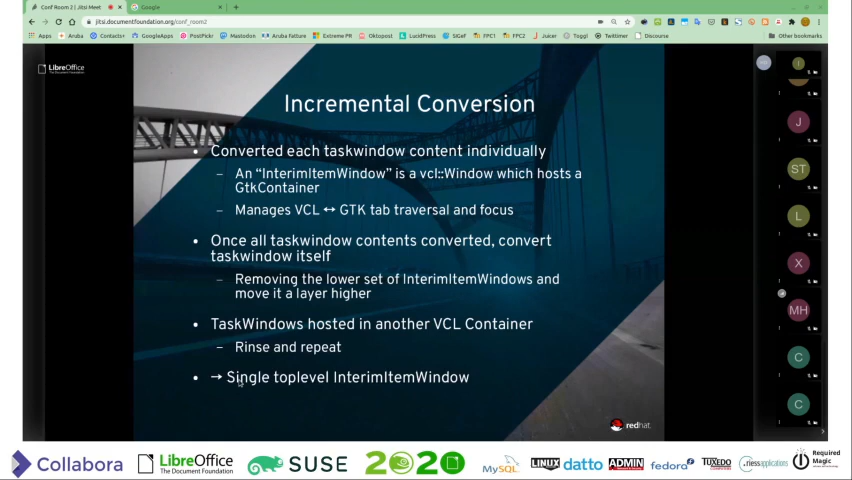 Conf Room 2 | Jitsi Meet
Google
jitsi.documentfoundation.org/conf_room2
Apps
Aruba
Contacts+
GoogleApps
PostPickr
Mastodon
Aruba Fatture
Extreme PR
Oktopost
LucidPress
SIGef
FPC1
FPC2
Juicer
Toggl
Twittimer
Discourse
Other bookmarks
LibreOffice
The Document Foundation
Incremental Conversion
• Converted each taskwindow content individually
– An “InterimItemWindow” is a vcl::Window which hosts a
GtkContainer
– Manages VCL ↔ GTK tab traversal and focus
• Once all taskwindow contents converted, convert
taskwindow itself
– Removing the lower set of InterimItemWindows and
move it a layer higher
• TaskWindows hosted in another VCL Container
– Rinse and repeat
• → Single toplevel InterimItemWindow
redhat
I
J
ST
L
X
MH
C
C
Collabora
LibreOffice
The Document Foundation
SUSE
2020
MySQL
LINUX
datto
ADMIN
fedora
TUXEDO
riessapplications
Required
Magic